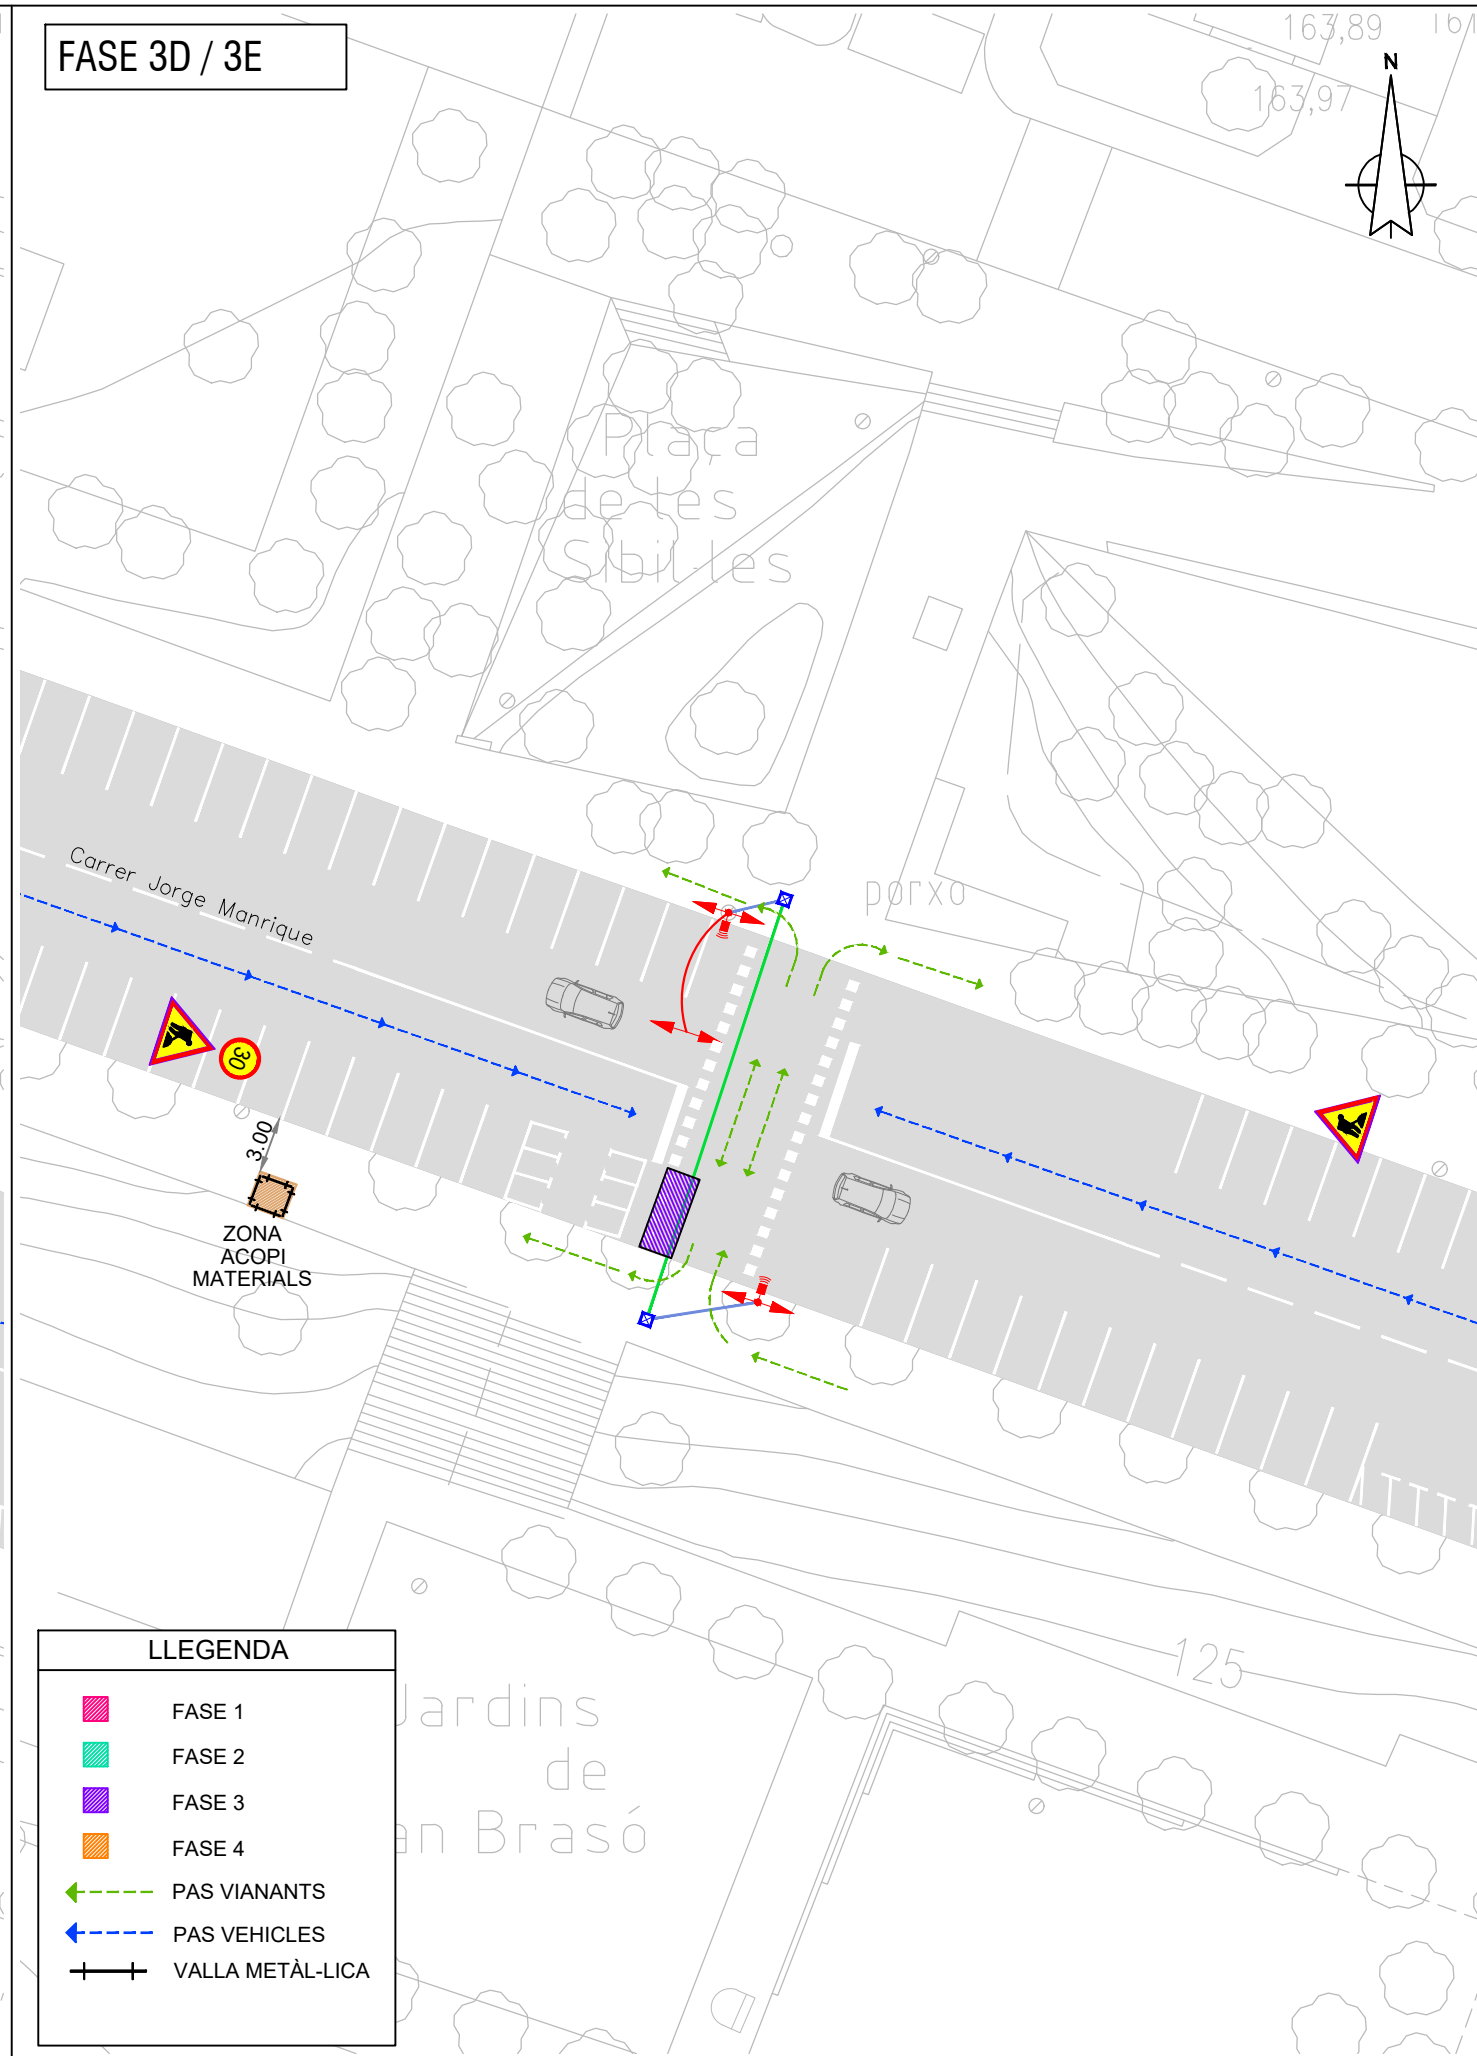 FASE 3D / 3E
163,89
163,97
N
Plaça
de les
Sibil·les
porxo
Carrer Jorge Manrique
30
3.00
ZONA
ACOPI
MATERIALS
125
Jardins
de
an Brasó
LLEGENDA
FASE 1
FASE 2
FASE 3
FASE 4
PAS VIANANTS
PAS VEHICLES
VALLA METÀL-LICA